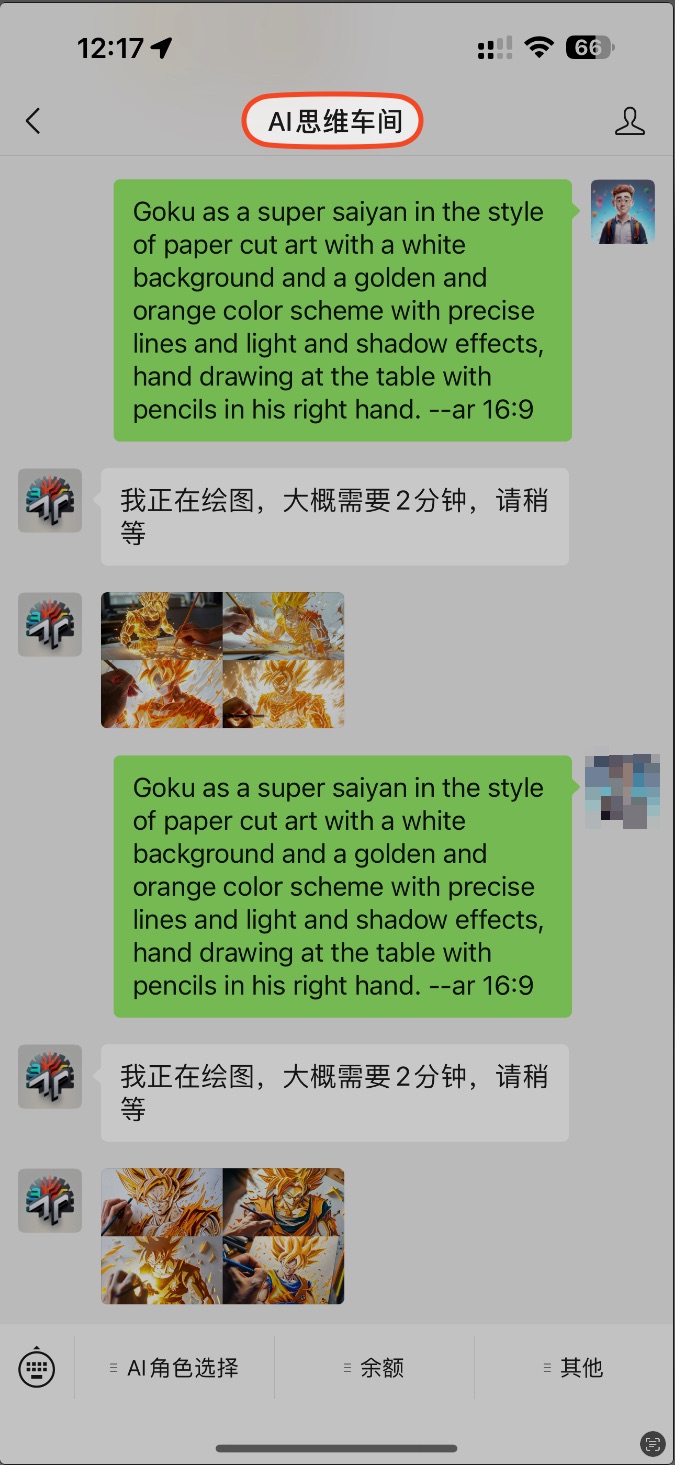 12:17
66
AI思维车间
Goku as a super saiyan in the style
of paper cut art with a white
background and a golden and
orange color scheme with precise
lines and light and shadow effects,
hand drawing at the table with
pencils in his right hand. --ar 16:9
我正在绘图，大概需要2分钟，请稍
等
Goku as a super saiyan in the style
of paper cut art with a white
background and a golden and
orange color scheme with precise
lines and light and shadow effects,
hand drawing at the table with
pencils in his right hand. --ar 16:9
我正在绘图，大概需要2分钟，请稍
等
AI角色选择
余额
其他